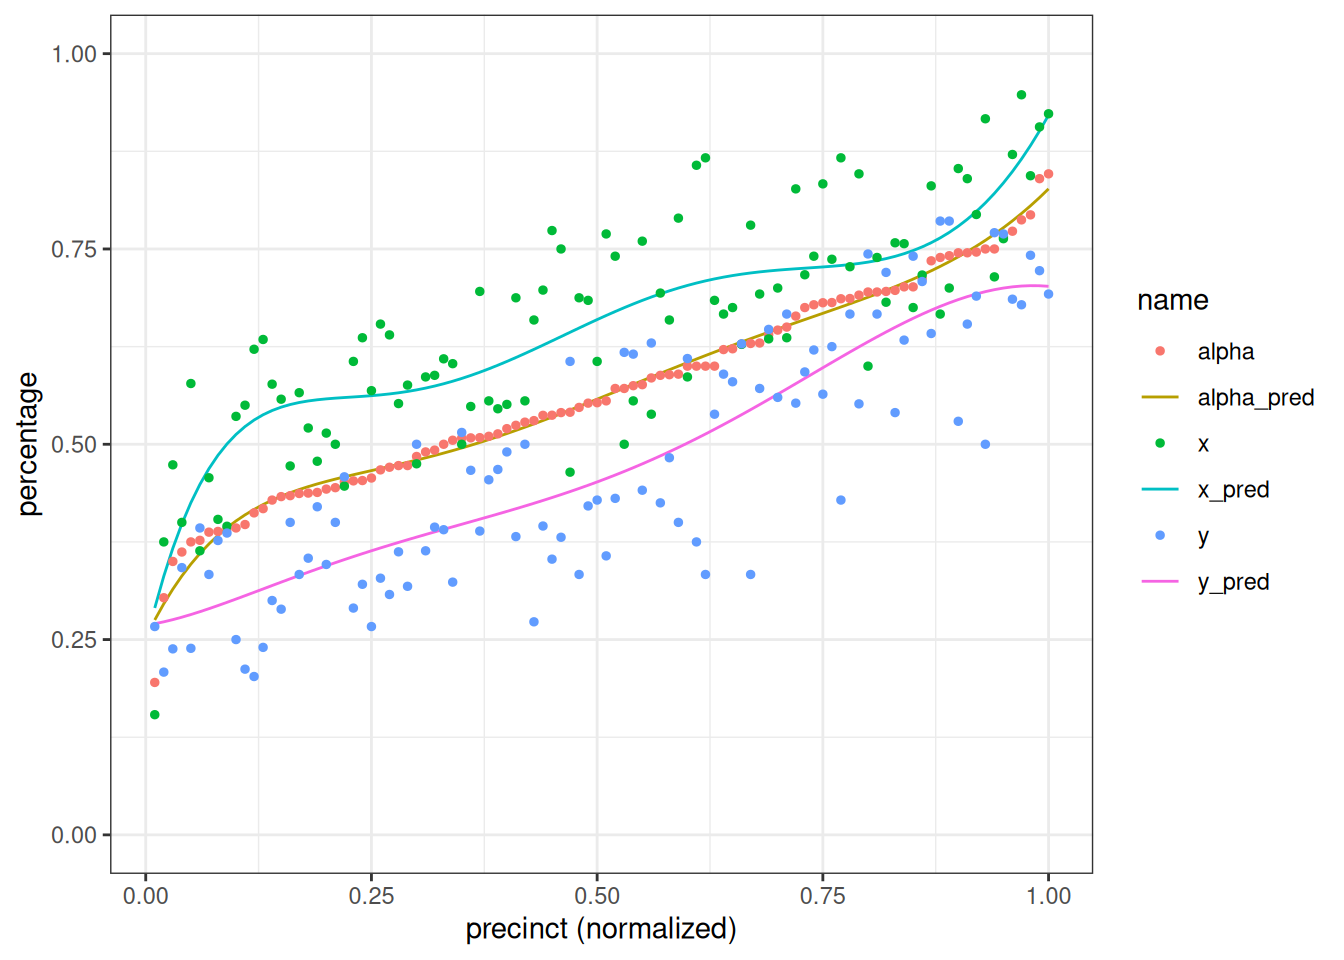 1.00
0.75
0.50
0.25
0.00
percentage
0.00 0.25 0.50 0.75 1.00
precinct (normalized)
name
alpha
alpha_pred
x
x_pred
y
y_pred